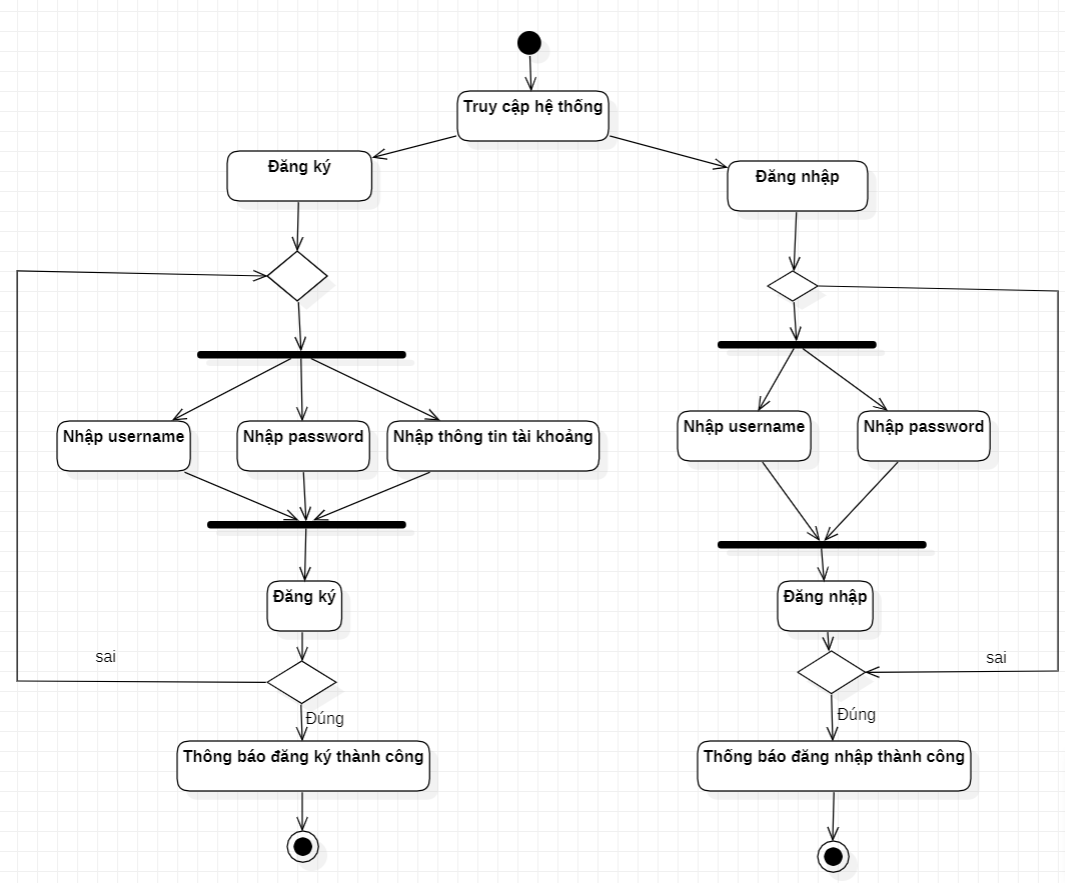 Truy cập hệ thống
Đăng ký
Đăng nhập
Nhập username
Nhập password
Nhập thông tin tài khoảng
Nhập username
Nhập password
Đăng ký
Đăng nhập
sai
sai
Đúng
Đúng
Thông báo đăng ký thành công
Thống báo đăng nhập thành công